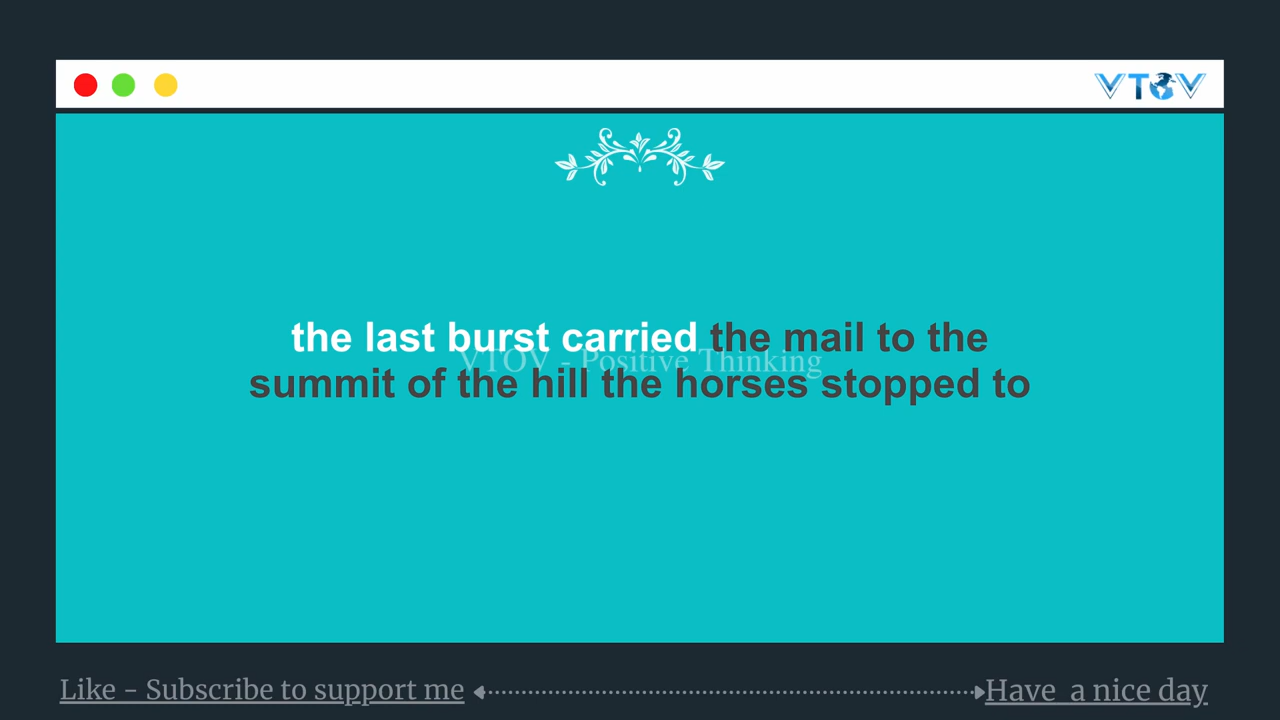 VTOV
the last burst carried the mail to the
VTOV - Positive Thinking
summit of the hill the horses stopped to
Like - Subscribe to support me
Have a nice day